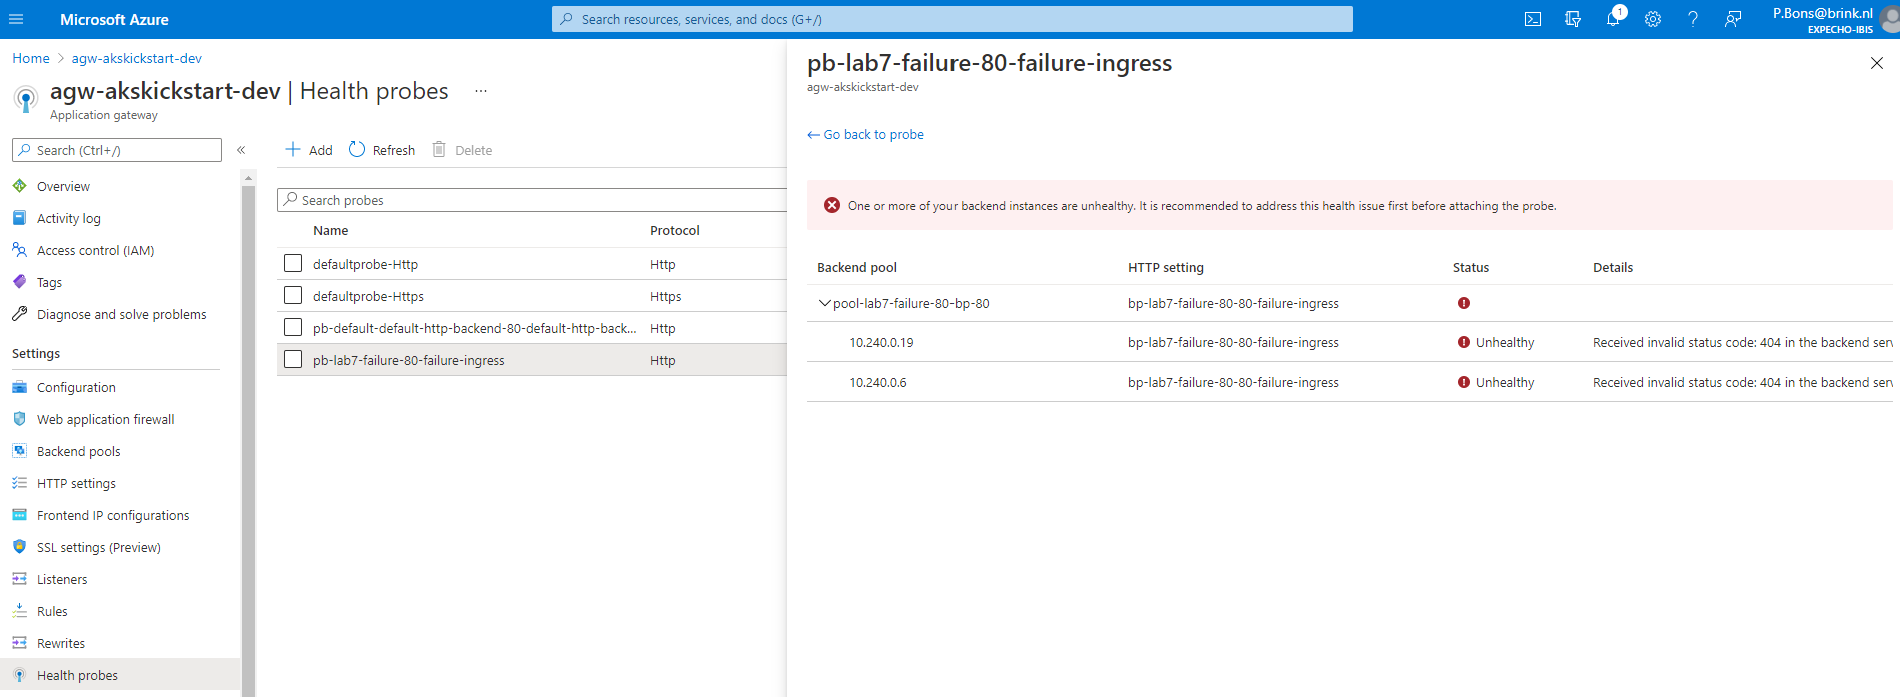 Microsoft Azure
Search resources, services, and docs (G+/)
1
P.Bons@brink.nl
EXPECHO-IBIS
Home > agw-akskickstart-dev
agw-akskickstart-dev | Health probes ...
Application gateway
Search (Ctrl+/)
«
Overview
Activity log
Access control (IAM)
Tags
Diagnose and solve problems
Settings
Configuration
Web application firewall
Backend pools
HTTP settings
Frontend IP configurations
SSL settings (Preview)
Listeners
Rules
Rewrites
Health probes
+ Add Refresh Delete
Search probes
Name Protocol
defaultprobe-Http Http
defaultprobe-Https Https
pb-default-default-http-backend-80-default-http-back... Http
pb-lab7-failure-80-failure-ingress Http
pb-lab7-failure-80-failure-ingress
agw-akskickstart-dev
← Go back to probe
One or more of your backend instances are unhealthy. It is recommended to address this health issue first before attaching the probe.
Backend pool HTTP setting Status Details
pool-lab7-failure-80-bp-80 bp-lab7-failure-80-80-failure-ingress
10.240.0.19 bp-lab7-failure-80-80-failure-ingress Unhealthy Received invalid status code: 404 in the backend serv
10.240.0.6 bp-lab7-failure-80-80-failure-ingress Unhealthy Received invalid status code: 404 in the backend serv